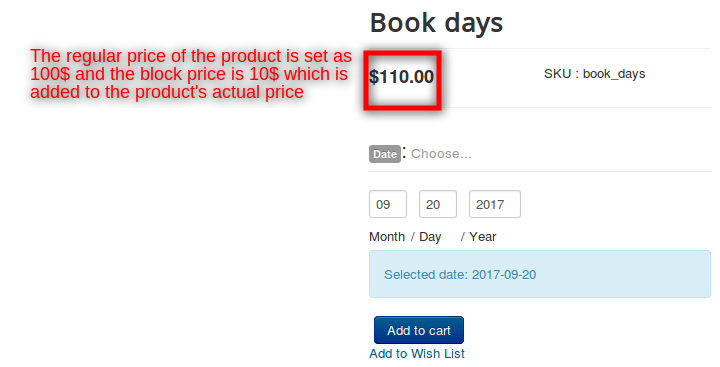 Book days
The regular price of the product is set as
100$ and the block price is 10$ which is
added to the product's actual price
$110.00
SKU : book_days
Date : Choose...
09 20 2017
Month / Day / Year
Selected date: 2017-09-20
Add to cart
Add to Wish List